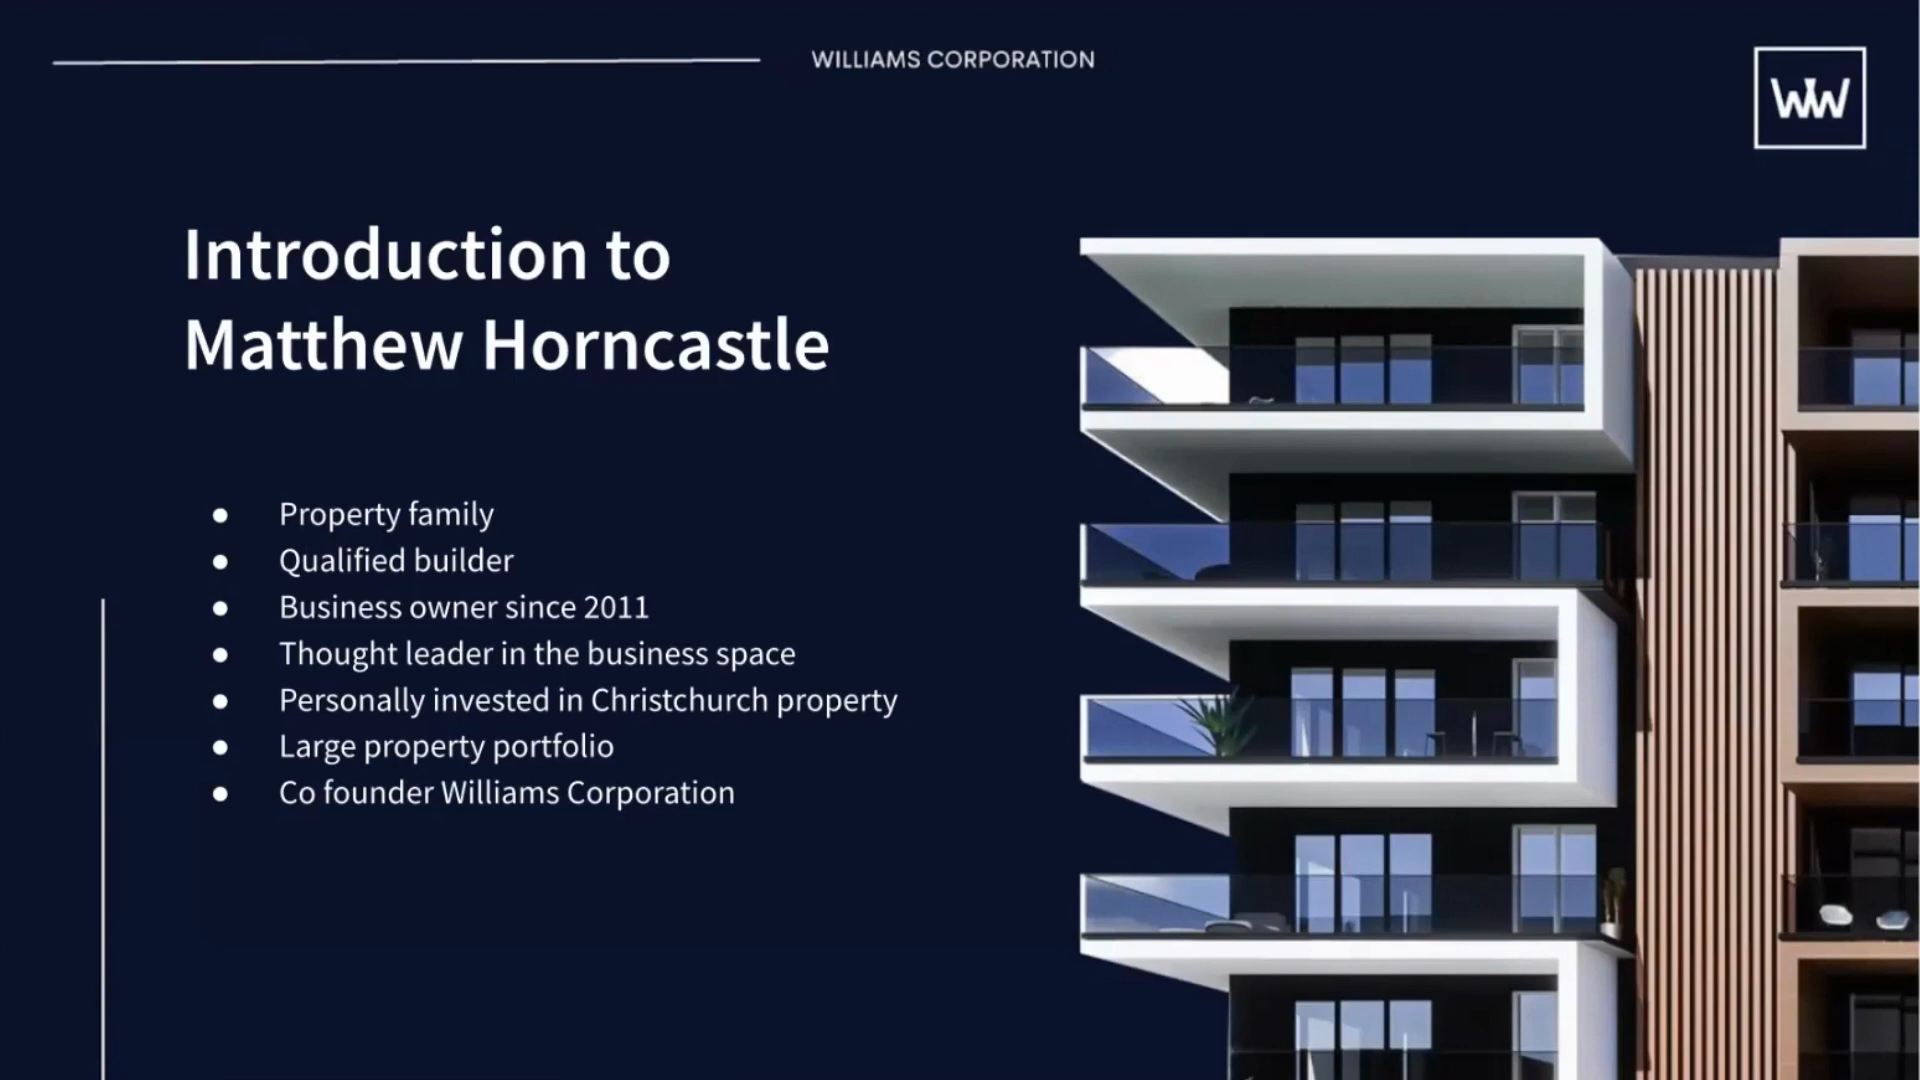 WILLIAMS CORPORATION
WW
Introduction to
Matthew Horncastle
● Property family
● Qualified builder
● Business owner since 2011
● Thought leader in the business space
● Personally invested in Christchurch property
● Large property portfolio
● Co founder Williams Corporation